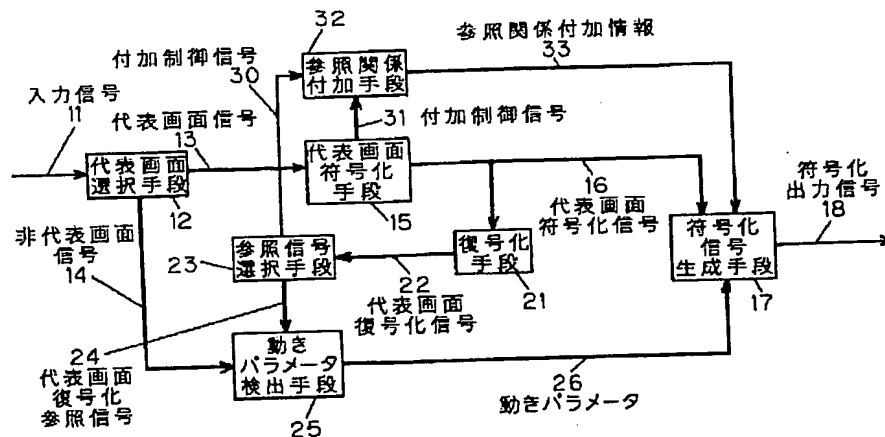 32
参照関係付加情報
33
付加制御信号
30
参照関係
付加手段
入力信号
11
代表画面信号
13
31 付加制御信号
代表画面
選択手段
12
代表画面
符号化
手段
15
16
代表画面
符号化信号
符号化
出力信号
18
非代表画面
信号
14
23
参照信号
選択手段
22
代表画面
復号化信号
復号化
手段
21
符号化
信号
生成手段
17
24
代表画面
復号化
参照信号
動き
パラメータ
検出手段
25
26
動きパラメータ